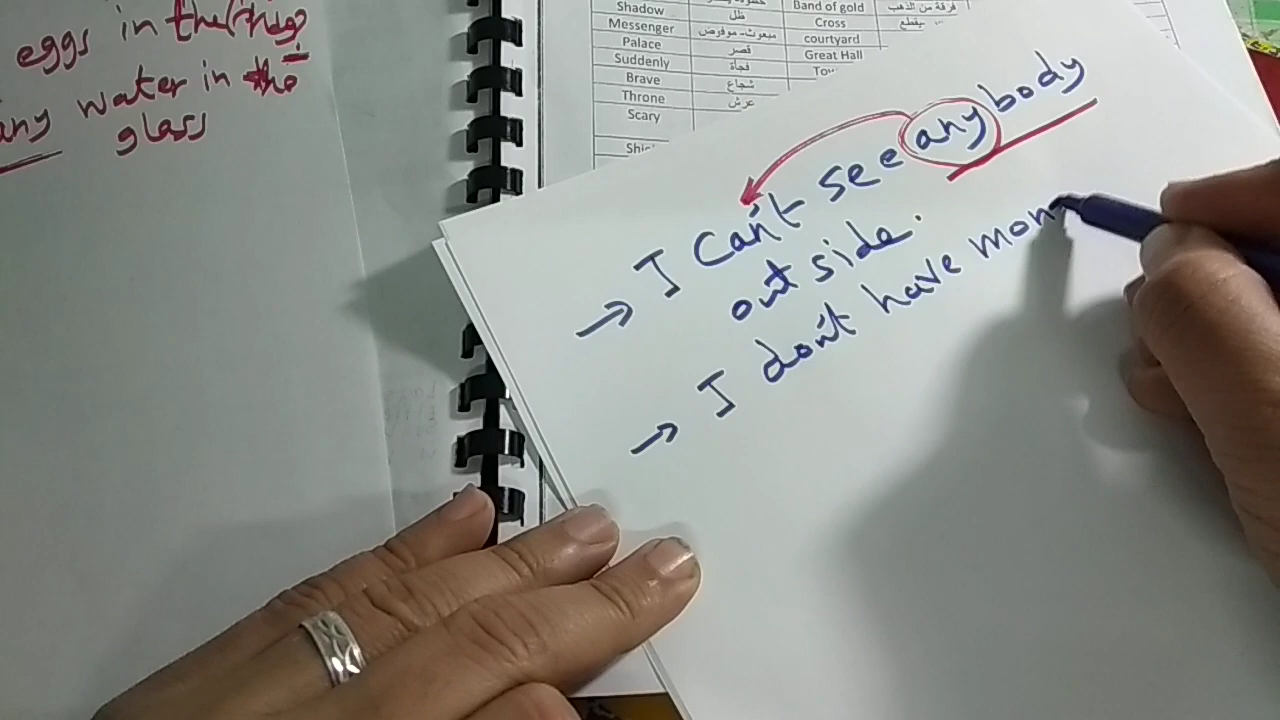 eggs in the
any water in the
glass
Shadow ظل Band of gold فرقة من الذهب
Messenger مبعوث - موفوض Cross يقطع
Palace قصر courtyard
Suddenly فجأة Great Hall
Brave شجاع
Throne عرش
Scary
→ I Can't see anybody
outside.
→ I don't have mon